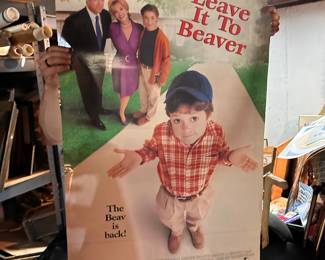 Leave
It To
Beaver
The
Beav
is
back!